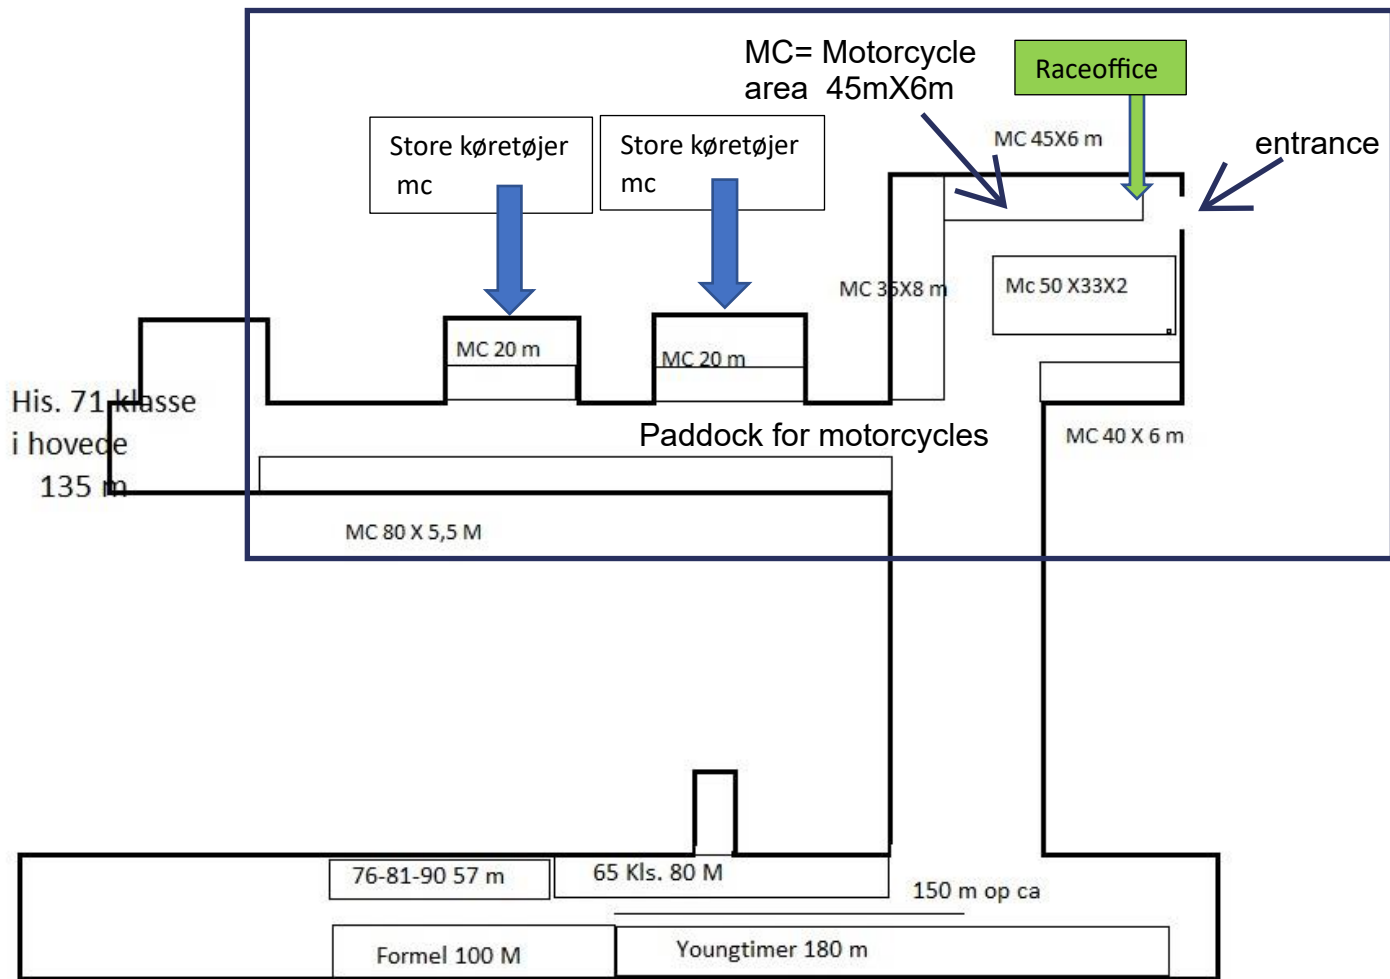 MC= Motorcycle
area 45mX6m
Raceoffice
Store køretøjer
mc
Store køretøjer
mc
MC 45X6 m
entrance
MC 35X8 m
Mc 50 X33X2
MC 20 m
MC 20 m
His. 71 klasse
i hovede
135 m
Paddock for motorcycles
MC 40 X 6 m
MC 80 X 5,5 M
76-81-90 57 m
65 Kls. 80 M
150 m op ca
Formel 100 M
Youngtimer 180 m